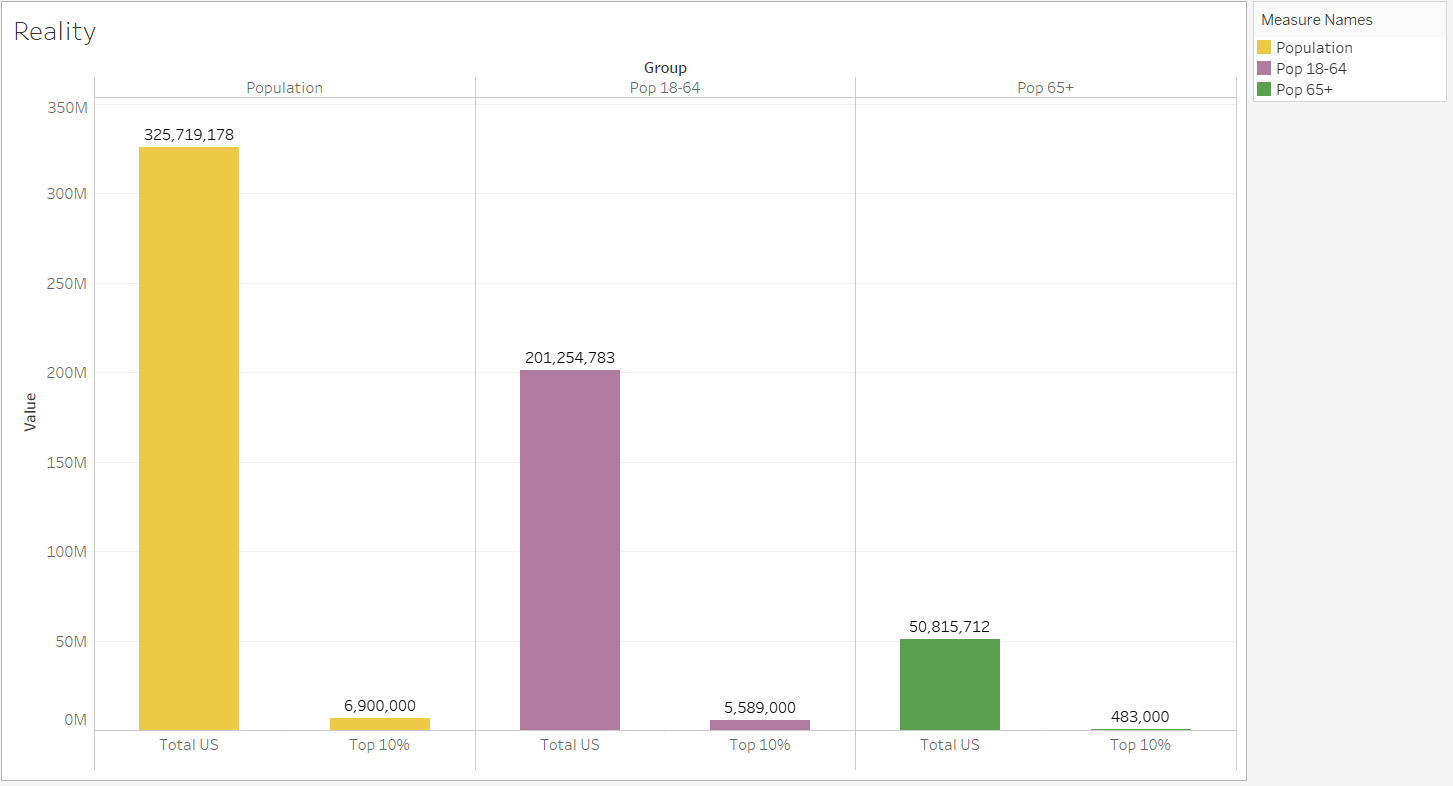 Reality
Group
Population Pop 18-64 Pop 65+
350M
300M
250M
200M
150M
100M
50M
0M
Value
325,719,178
6,900,000
201,254,783
5,589,000
50,815,712
483,000
Total US Top 10% Total US Top 10% Total US Top 10%
Measure Names
Population
Pop 18-64
Pop 65+